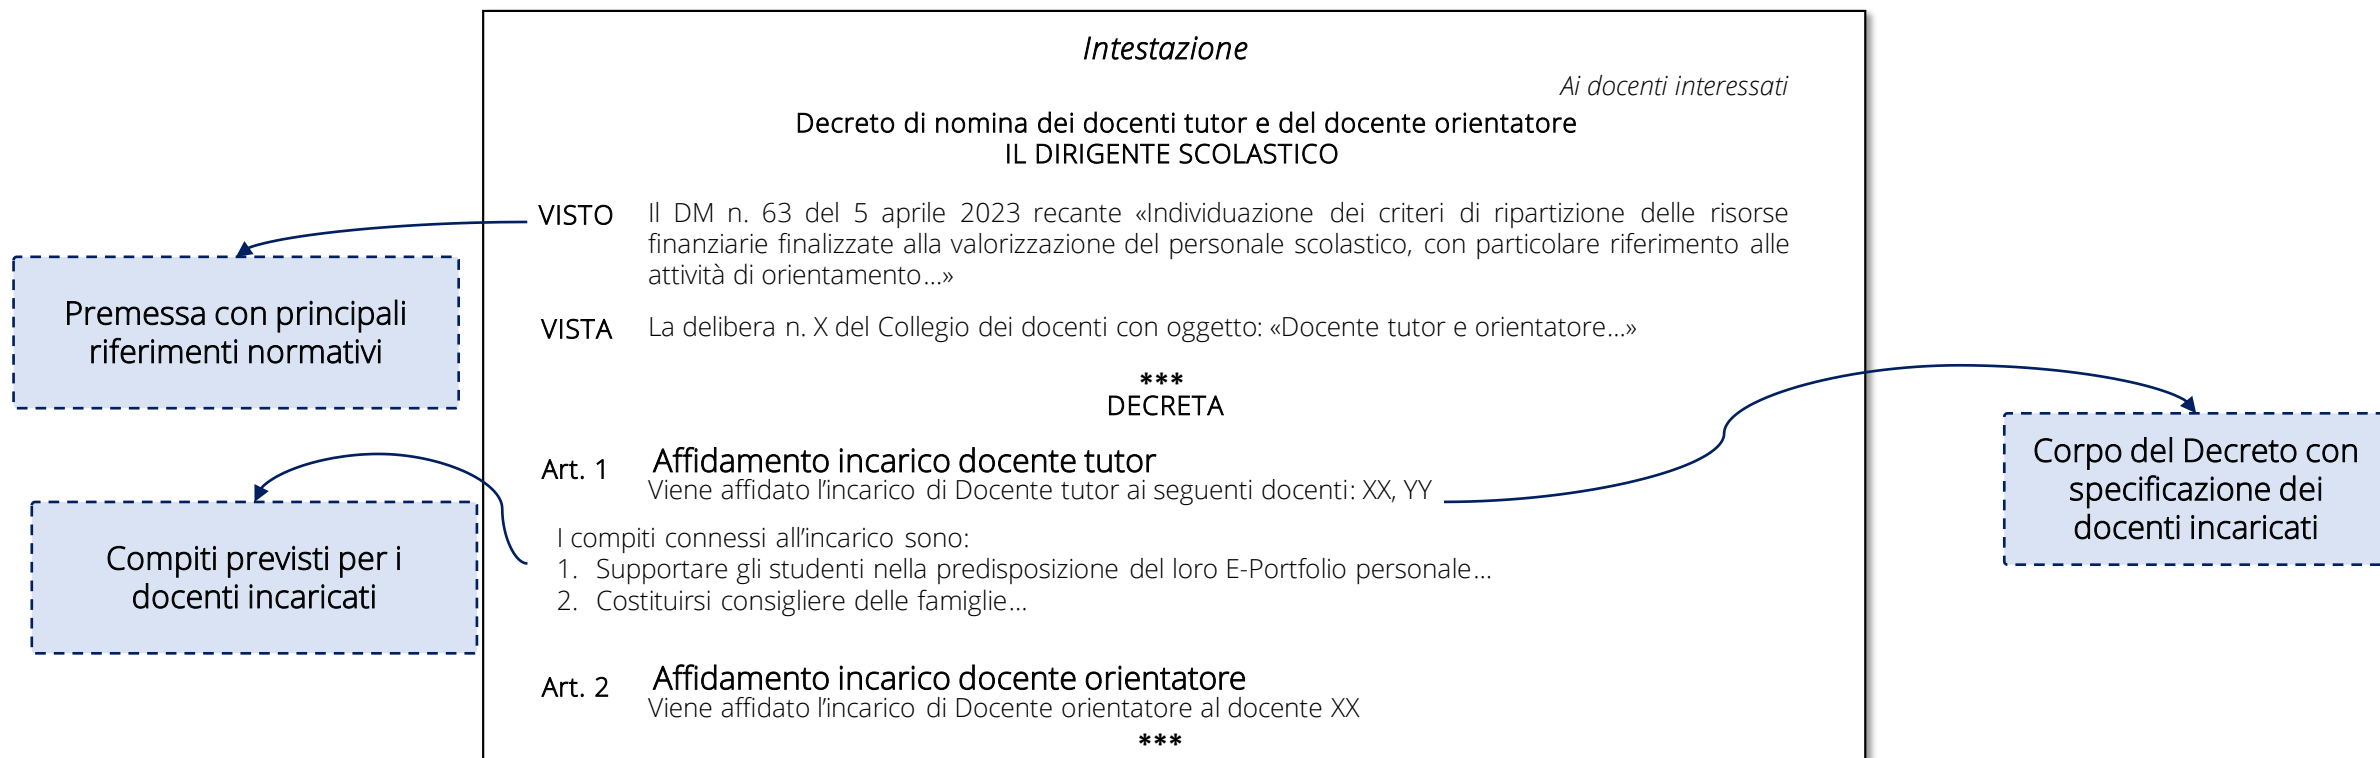 Intestazione
Ai docenti interessati
Decreto di nomina dei docenti tutor e del docente orientatore
IL DIRIGENTE SCOLASTICO
VISTO Il DM n. 63 del 5 aprile 2023 recante «Individuazione dei criteri di ripartizione delle risorse
finanziarie finalizzate alla valorizzazione del personale scolastico, con particolare riferimento alle
attività di orientamento...»
VISTA La delibera n. X del Collegio dei docenti con oggetto: «Docente tutor e orientatore...»
***
DECRETA
Art. 1 Affidamento incarico docente tutor
Viene affidato l'incarico di Docente tutor ai seguenti docenti: XX, YY
I compiti connessi all'incarico sono:
1. Supportare gli studenti nella predisposizione del loro E-Portfolio personale...
2. Costituirsi consigliere delle famiglie...
Art. 2 Affidamento incarico docente orientatore
Viene affidato l'incarico di Docente orientatore al docente XX
***
Premessa con principali
riferimenti normativi
Compiti previsti per i
docenti incaricati
Corpo del Decreto con
specificazione dei
docenti incaricati